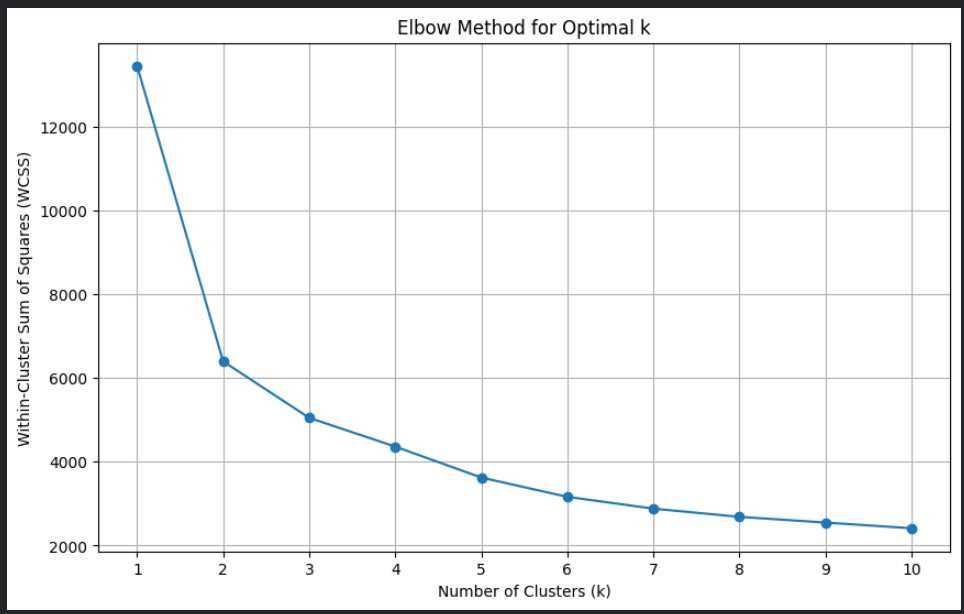 Elbow Method for Optimal k
Within-Cluster Sum of Squares (WCSS)
12000
10000
8000
6000
4000
2000
1 2 3 4 5 6 7 8 9 10
Number of Clusters (k)